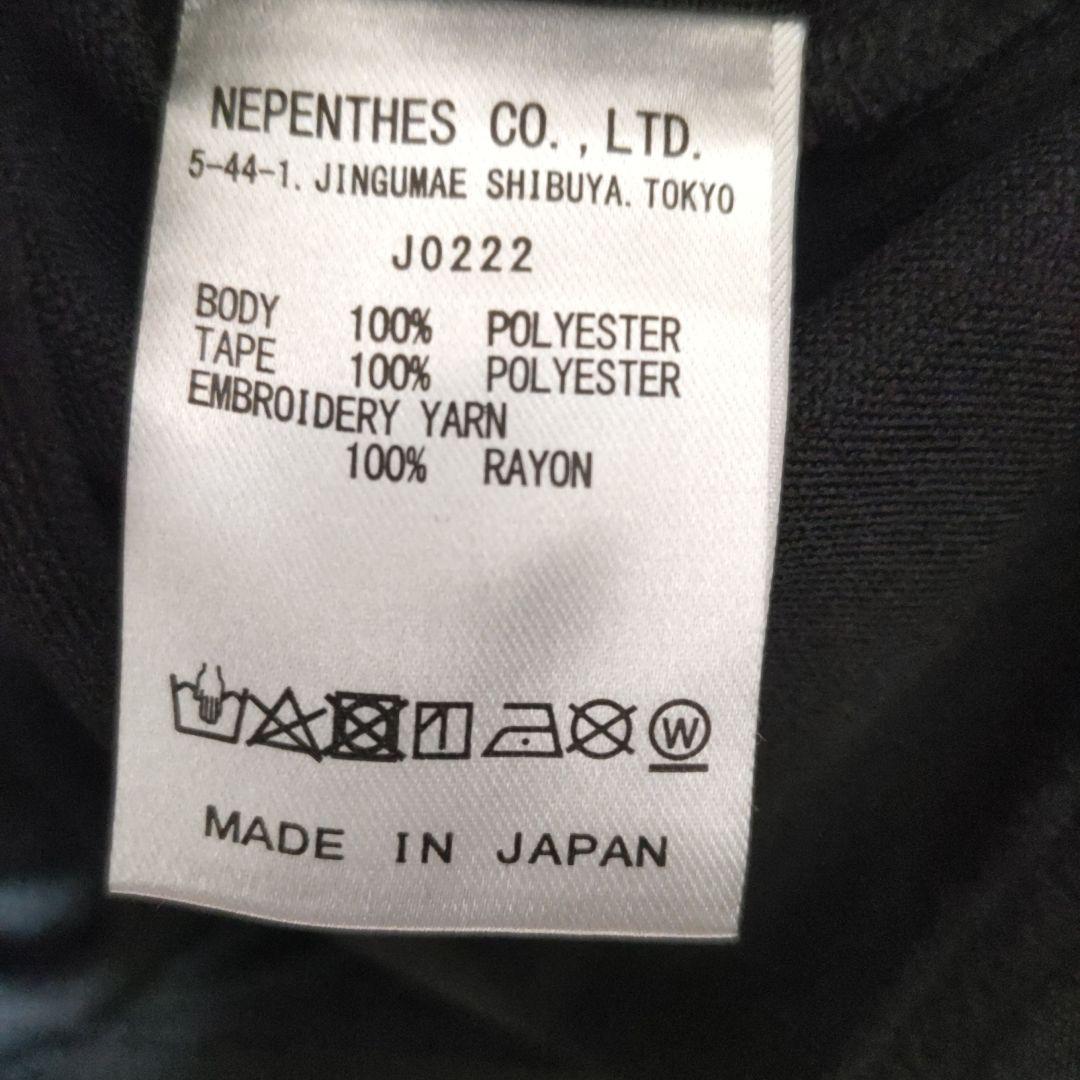 NEPENTHES CO.,LTD.
5-44-1. JINGUMAE SHIBUYA. TOKYO
J0222
BODY 100% POLYESTER
TAPE 100% POLYESTER
EMBROIDERY YARN
100% RAYON
W
MADE IN JAPAN